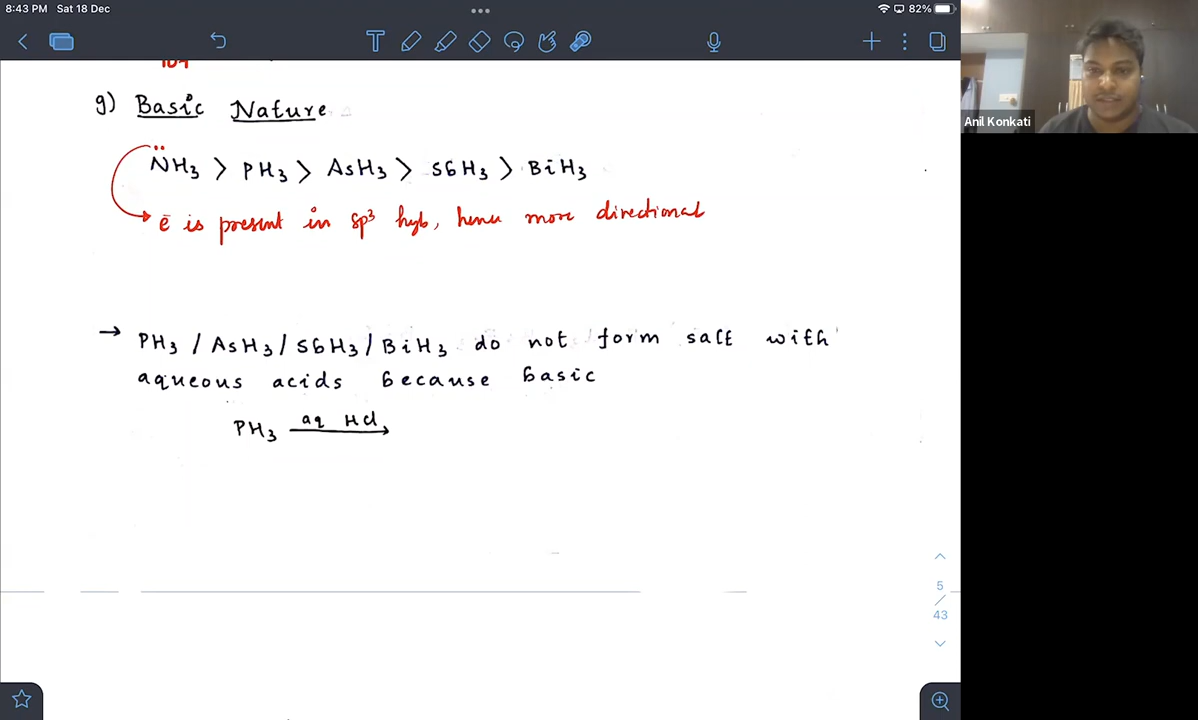 8:43 PM Sat 18 Dec
82%
Anil Konkati
g) Basic Nature
N̈H₃ > PH₃ > AsH₃ > SbH₃ > BiH₃
ē is present in sp³ hyb, hence more directional
→ PH₃ / AsH₃ / SbH₃ / BiH₃ do not form salt with
aqueous acids because basic
PH₃ aq HCl →
5
/
43